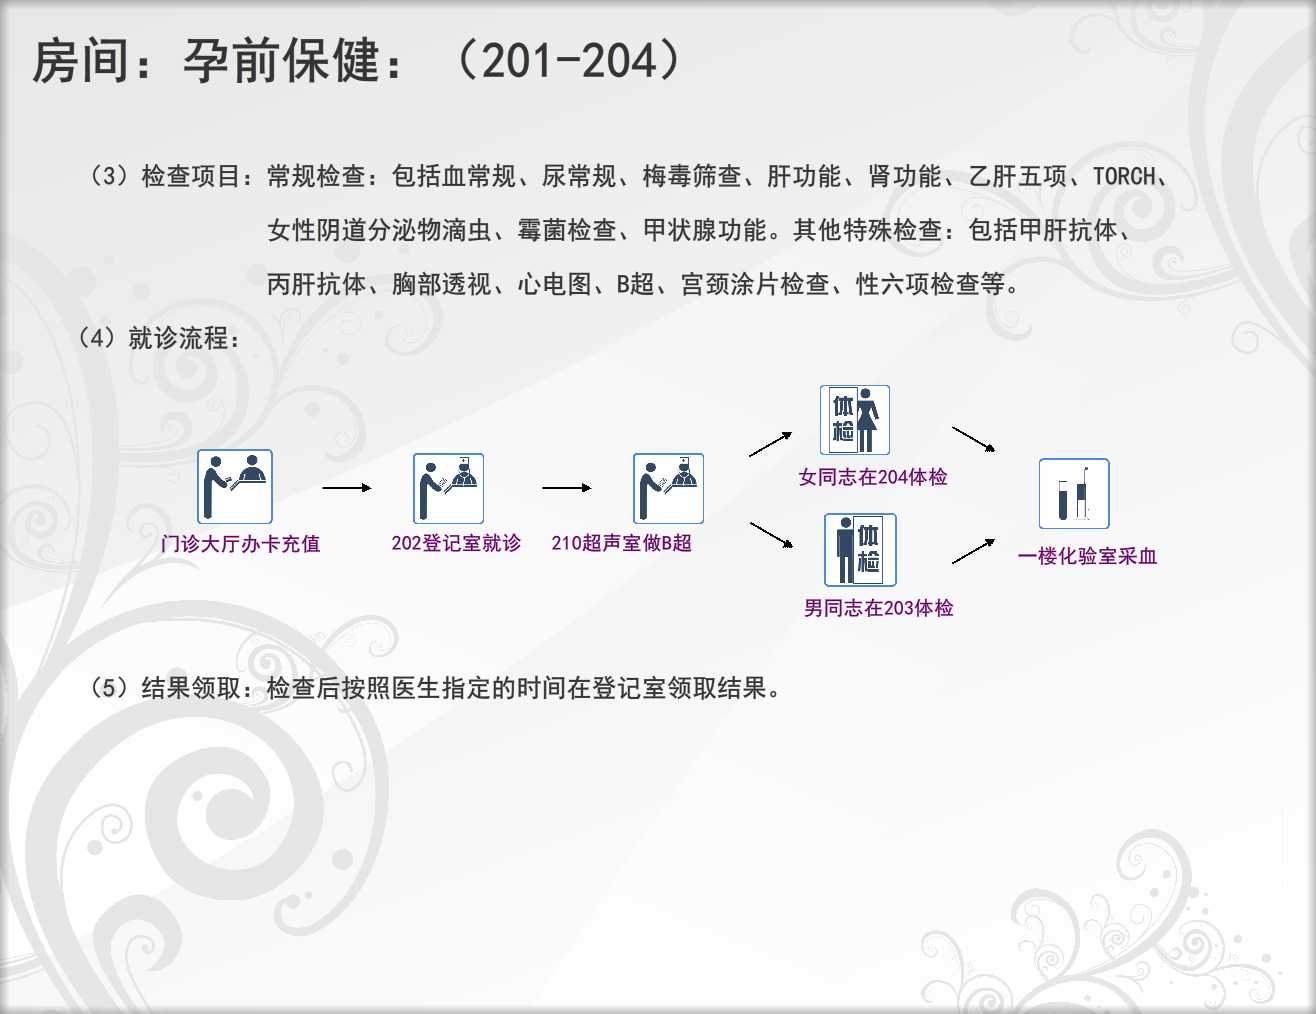 房间：孕前保健：（201-204）
（3）检查项目：常规检查：包括血常规、尿常规、梅毒筛查、肝功能、肾功能、乙肝五项、TORCH、
女性阴道分泌物滴虫、霉菌检查、甲状腺功能。其他特殊检查：包括甲肝抗体、
丙肝抗体、胸部透视、心电图、B超、宫颈涂片检查、性六项检查等。
（4）就诊流程：
门诊大厅办卡充值
202登记室就诊
210超声室做B超
体检
女同志在204体检
体检
男同志在203体检
一楼化验室采血
（5）结果领取：检查后按照医生指定的时间在登记室领取结果。